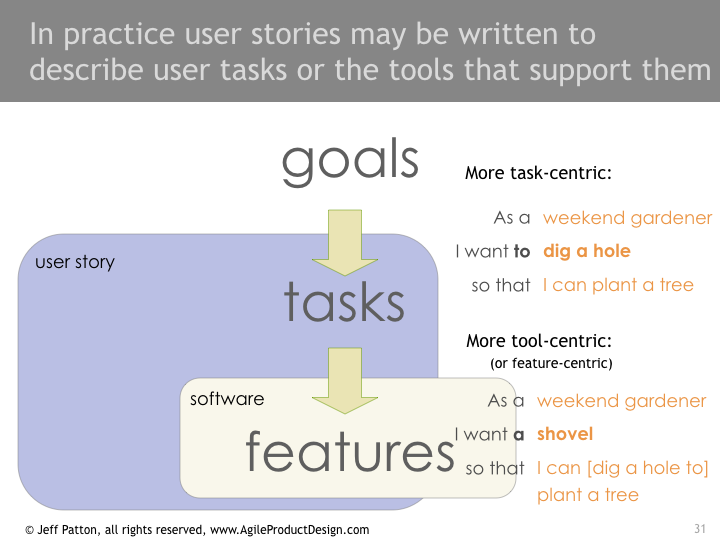 In practice user stories may be written to
describe user tasks or the tools that support them
goals
More task-centric:
As a weekend gardener
I want to dig a hole
so that I can plant a tree
user story
tasks
More tool-centric:
(or feature-centric)
software
As a weekend gardener
I want a shovel
so that I can [dig a hole to]
plant a tree
features
© Jeff Patton, all rights reserved, www.AgileProductDesign.com
31